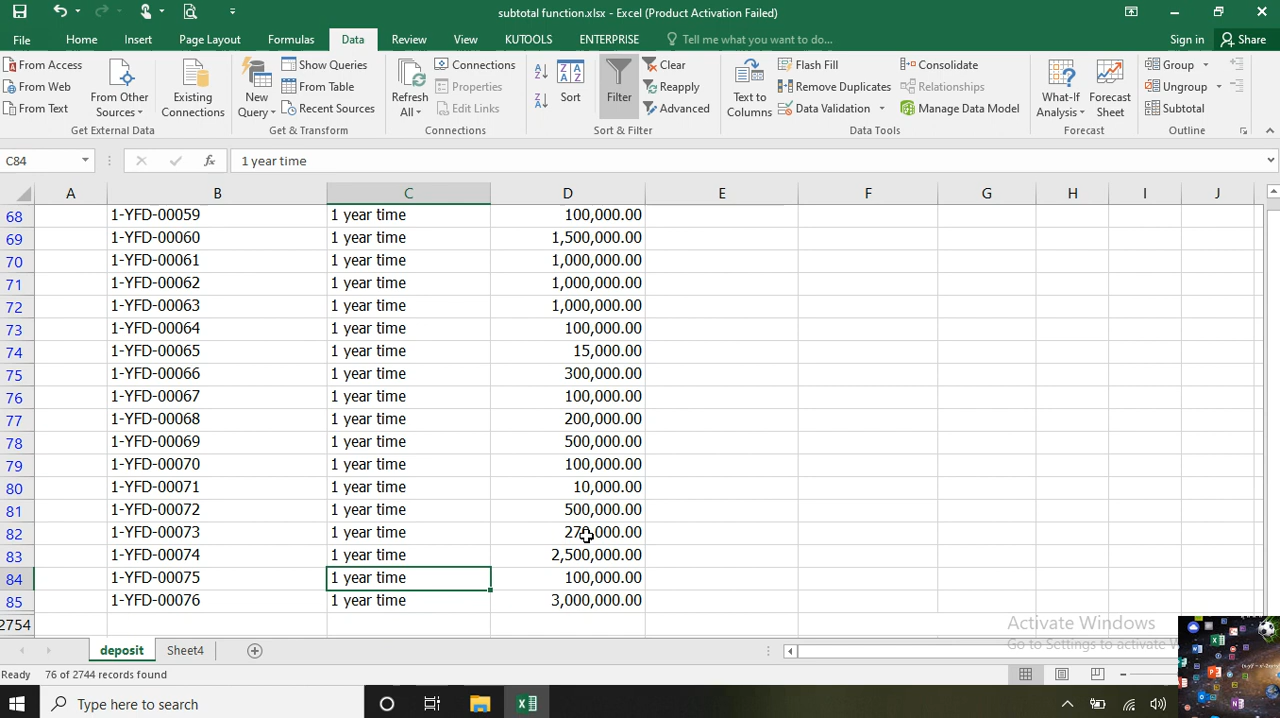 subtotal function.xlsx - Excel (Product Activation Failed)
File Home Insert Page Layout Formulas Data Review View KUTOOLS ENTERPRISE Tell me what you want to do... Sign in Share
From Access
From Web
From Text
From Other Sources
Existing Connections
Get External Data
New Query
Show Queries
From Table
Recent Sources
Get & Transform
Refresh All
Connections
Properties
Edit Links
Connections
Sort
Filter
Clear
Reapply
Advanced
Sort & Filter
Text to Columns
Flash Fill
Remove Duplicates
Data Validation
Consolidate
Relationships
Manage Data Model
Data Tools
What-If Analysis
Forecast Sheet
Forecast
Group
Ungroup
Subtotal
Outline
C84 fx 1 year time
A B C D E F G H I J
68 1-YFD-00059 1 year time 100,000.00
69 1-YFD-00060 1 year time 1,500,000.00
70 1-YFD-00061 1 year time 1,000,000.00
71 1-YFD-00062 1 year time 1,000,000.00
72 1-YFD-00063 1 year time 1,000,000.00
73 1-YFD-00064 1 year time 100,000.00
74 1-YFD-00065 1 year time 15,000.00
75 1-YFD-00066 1 year time 300,000.00
76 1-YFD-00067 1 year time 100,000.00
77 1-YFD-00068 1 year time 200,000.00
78 1-YFD-00069 1 year time 500,000.00
79 1-YFD-00070 1 year time 100,000.00
80 1-YFD-00071 1 year time 10,000.00
81 1-YFD-00072 1 year time 500,000.00
82 1-YFD-00073 1 year time 270,000.00
83 1-YFD-00074 1 year time 2,500,000.00
84 1-YFD-00075 1 year time 100,000.00
85 1-YFD-00076 1 year time 3,000,000.00
2754
Activate Windows
Go to Settings to activate
deposit Sheet4
Ready 76 of 2744 records found
Type here to search